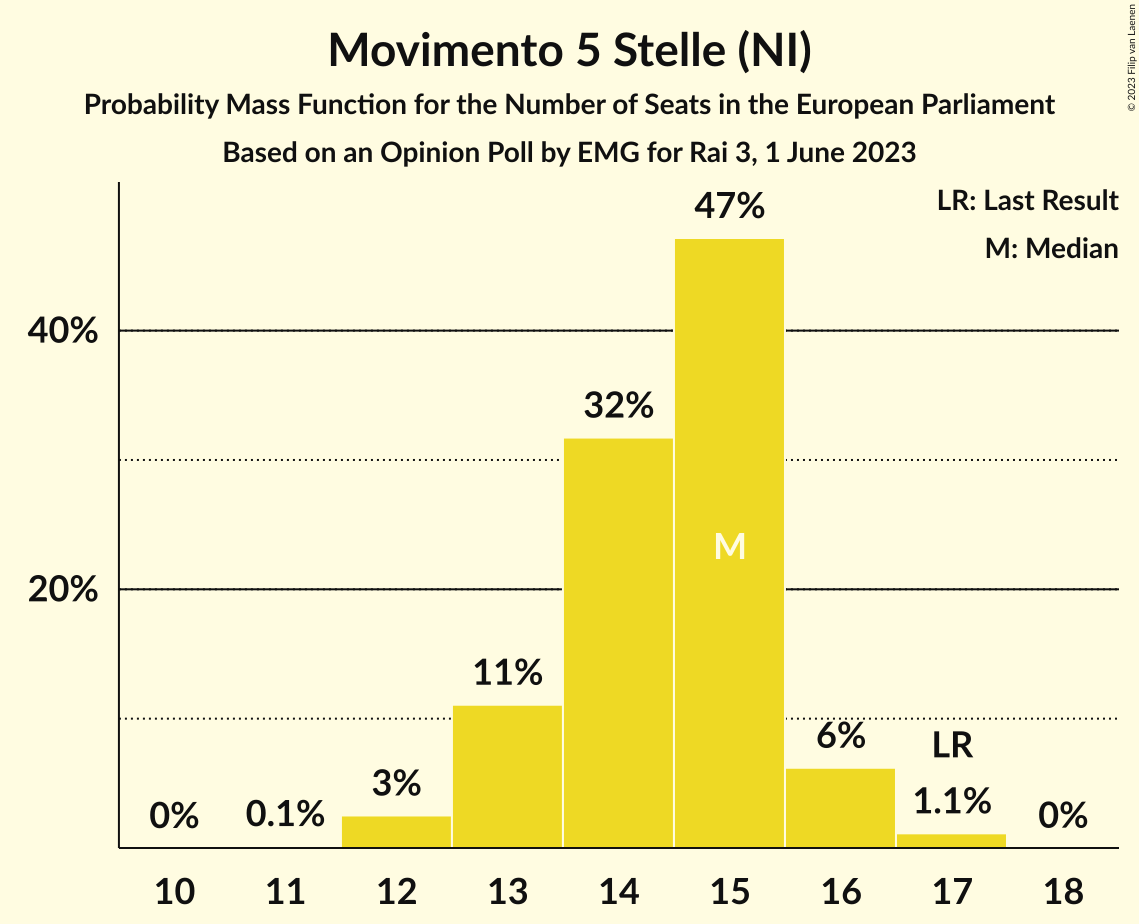 Movimento 5 Stelle (NI)
Probability Mass Function for the Number of Seats in the European Parliament
Based on an Opinion Poll by EMG for Rai 3, 1 June 2023
© 2023 Filip van Laenen
LR: Last Result
M: Median
47%
40%
32%
M
20%
11%
6%
LR
3%
1.1%
0%
0.1%
0%
10 11 12 13 14 15 16 17 18